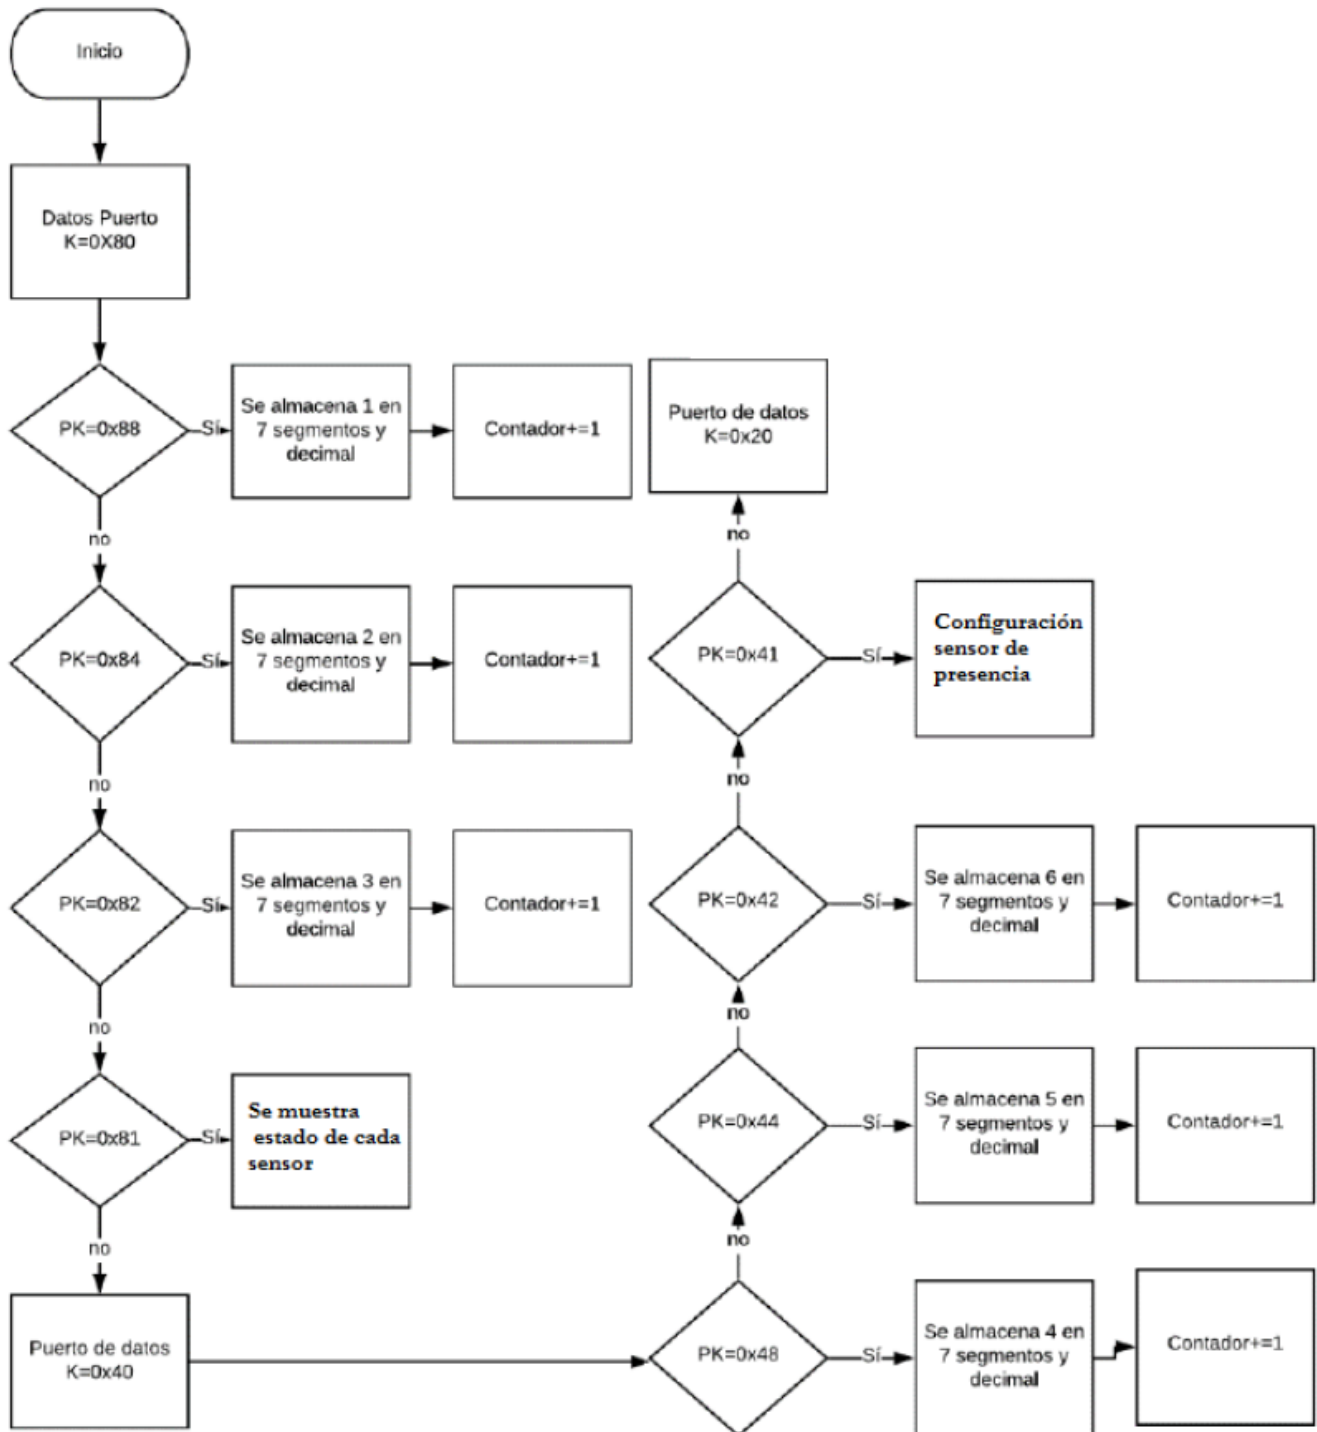 Inicio
Datos Puerto
K=0X80
PK=0x88
Sí
Se almacena 1 en
7 segmentos y
decimal
Contador+=1
no
PK=0x84
Sí
Se almacena 2 en
7 segmentos y
decimal
Contador+=1
no
PK=0x82
Sí
Se almacena 3 en
7 segmentos y
decimal
Contador+=1
no
PK=0x81
Sí
Se muestra
estado de cada
sensor
no
Puerto de datos
K=0x40
PK=0x48
Sí
Se almacena 4 en
7 segmentos y
decimal
Contador+=1
no
PK=0x44
Sí
Se almacena 5 en
7 segmentos y
decimal
Contador+=1
no
PK=0x42
Sí
Se almacena 6 en
7 segmentos y
decimal
Contador+=1
no
PK=0x41
Sí
Configuración
sensor de
presencia
no
Puerto de datos
K=0x20